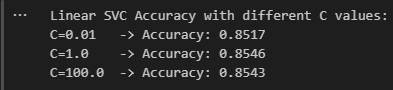 ... Linear SVC Accuracy with different C values:
C=0.01   -> Accuracy: 0.8517
C=1.0    -> Accuracy: 0.8546
C=100.0  -> Accuracy: 0.8543